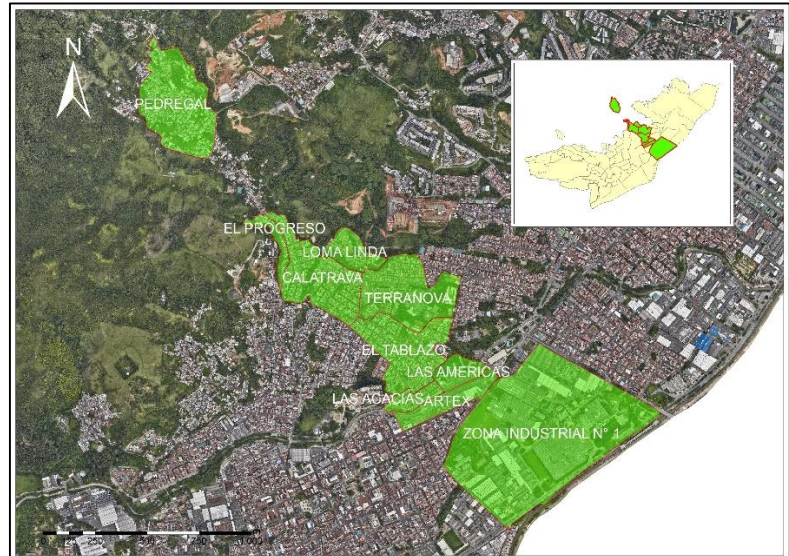 N
PEDREGAL
EL PROGRESO
LOMA LINDA
CALATRAVA
TERRANOVA
EL TABLAZO
LAS AMERICAS
LAS ACACIAS
ARTEX
ZONA INDUSTRIAL N° 1